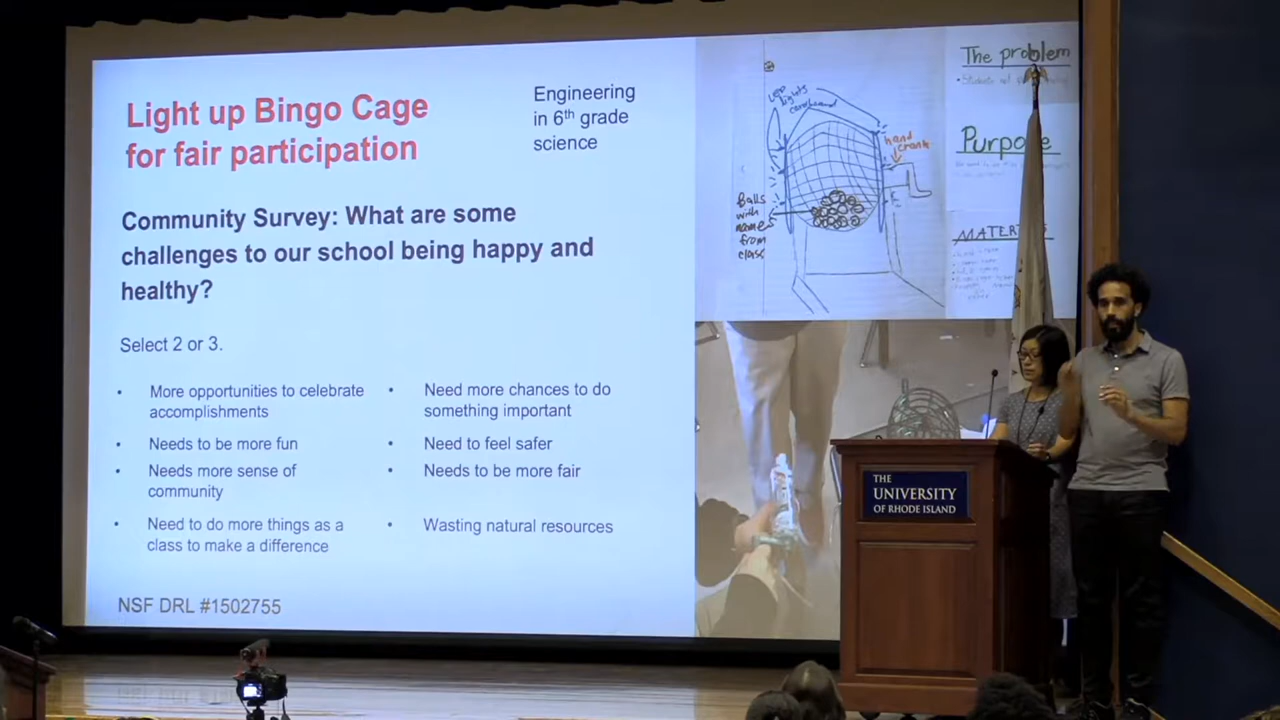 Light up Bingo Cage
for fair participation
Engineering
in 6th grade
science
Community Survey: What are some
challenges to our school being happy and
healthy?
Select 2 or 3.
• More opportunities to celebrate
accomplishments
• Needs to be more fun
• Needs more sense of
community
• Need to do more things as a
class to make a difference
• Need more chances to do
something important
• Need to feel safer
• Needs to be more fair
• Wasting natural resources
NSF DRL #1502755
LED
lights
hand
crank
Balls
with
names
from
class
The problem
Purpose
THE
UNIVERSITY
OF RHODE ISLAND